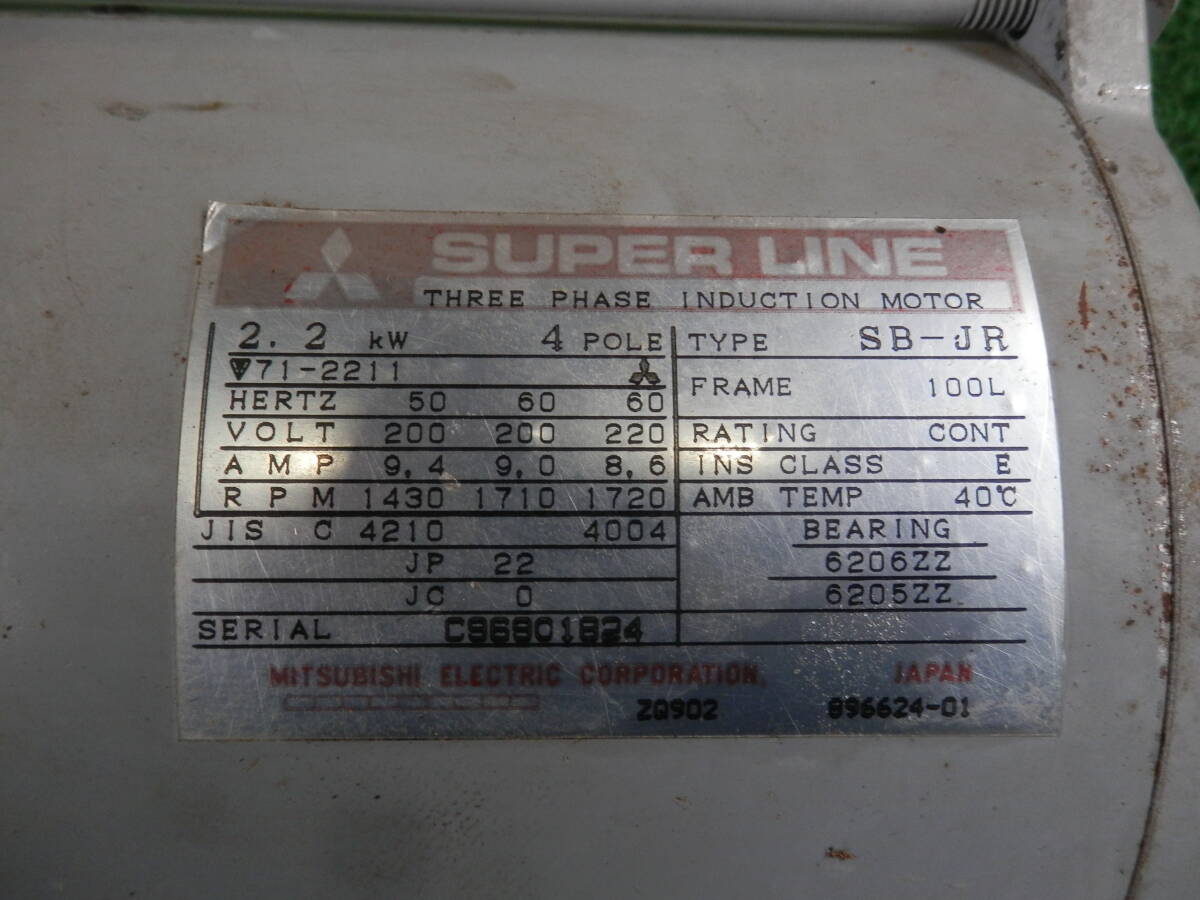 SUPER LINE
THREE PHASE INDUCTION MOTOR
2.2 kW 4 POLE TYPE SB-JR
71-2211 FRAME 100L
HERTZ 50 60 60
VOLT 200 200 220 RATING CONT
AMP 9.4 9.0 8.6 INS CLASS E
RPM 1430 1710 1720 AMB TEMP 40℃
JIS C 4210 4004 BEARING
JP 22 6206ZZ
JC 0 6205ZZ
SERIAL C96901824
MITSUBISHI ELECTRIC CORPORATION, JAPAN
ZQ902 896624-01